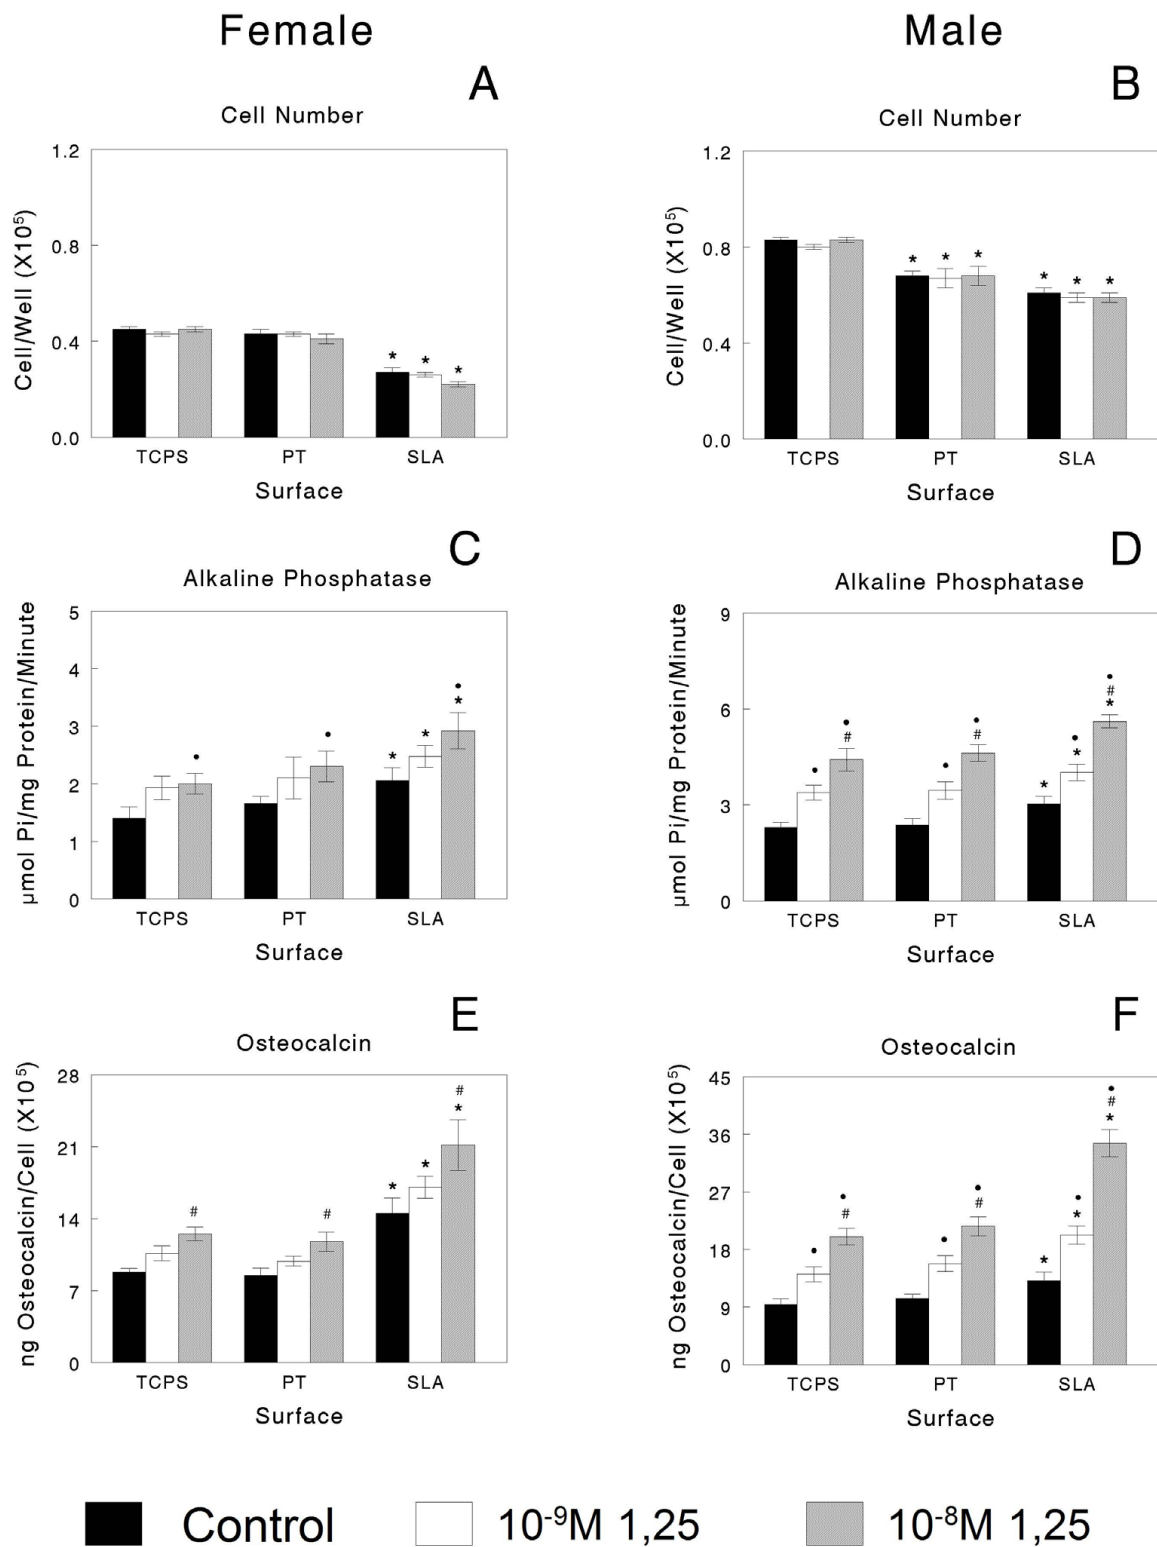 Female
Male
A
Cell Number
1.2
0.8
0.4
0.0
Cell/Well (X10⁵)
* * *
TCPS PT SLA
Surface
B
Cell Number
1.2
0.8
0.4
0.0
Cell/Well (X10⁵)
* * * * * *
TCPS PT SLA
Surface
C
Alkaline Phosphatase
5
4
3
2
1
0
µmol Pi/mg Protein/Minute
• • * * • *
TCPS PT SLA
Surface
D
Alkaline Phosphatase
9
6
3
0
µmol Pi/mg Protein/Minute
• • # • • # * • * • # *
TCPS PT SLA
Surface
E
Osteocalcin
28
21
14
7
0
ng Osteocalcin/Cell (X10⁵)
# # * * # *
TCPS PT SLA
Surface
F
Osteocalcin
45
36
27
18
9
0
ng Osteocalcin/Cell (X10⁵)
• • # • • # * • * • # *
TCPS PT SLA
Surface
Control 10⁻⁹M 1,25 10⁻⁸M 1,25